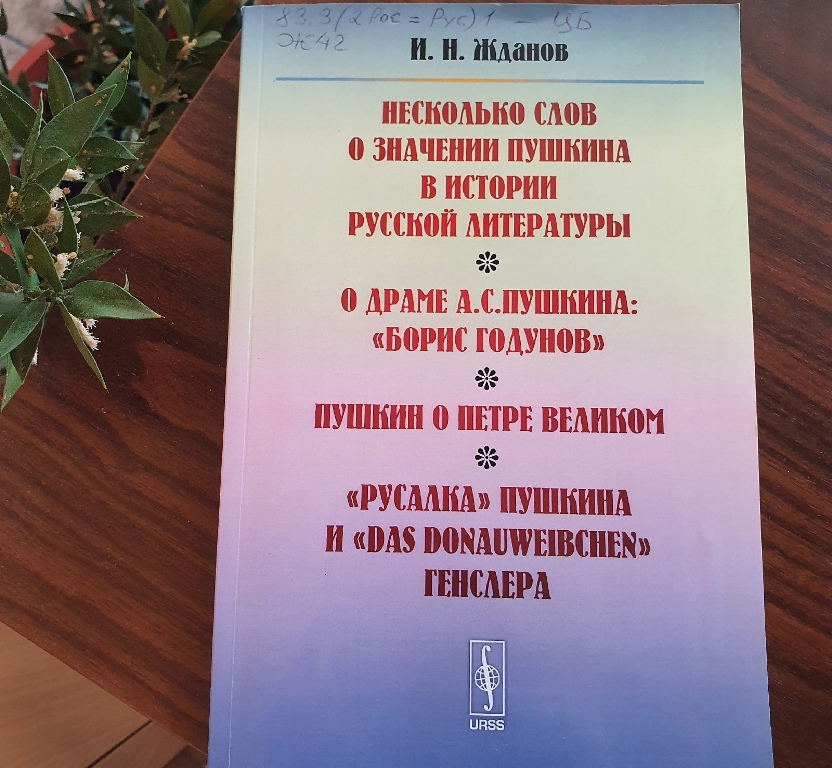 83.3(2Рос=Рус)1 – ЦБ
Ж42
И. Н. Жданов
НЕСКОЛЬКО СЛОВ
О ЗНАЧЕНИИ ПУШКИНА
В ИСТОРИИ
РУССКОЙ ЛИТЕРАТУРЫ
О ДРАМЕ А.С.ПУШКИНА:
«БОРИС ГОДУНОВ»
ПУШКИН О ПЕТРЕ ВЕЛИКОМ
«РУСАЛКА» ПУШКИНА
И «DAS DONAUWEIBCHEN»
ГЕНСЛЕРА
URSS